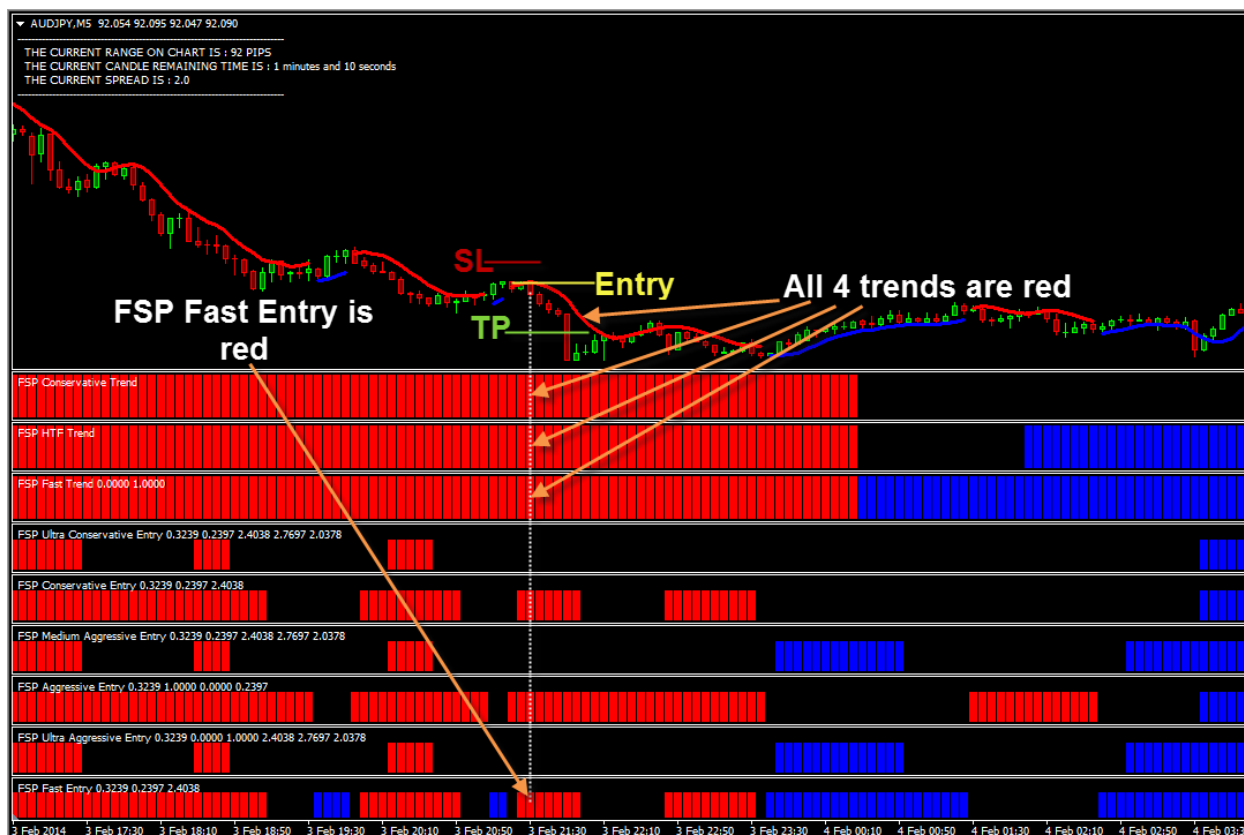 AUDJPY,M5 92.054 92.095 92.047 92.090
THE CURRENT RANGE ON CHART IS : 92 PIPS
THE CURRENT CANDLE REMAINING TIME IS : 1 minutes and 10 seconds
THE CURRENT SPREAD IS : 2.0
SL
Entry
All 4 trends are red
FSP Fast Entry is
red
TP
FSP Conservative Trend
FSP HTF Trend
FSP Fast Trend 0.0000 1.0000
FSP Ultra Conservative Entry 0.3239 0.2397 2.4038 2.7697 2.0378
FSP Conservative Entry 0.3239 0.2397 2.4038
FSP Medium Aggressive Entry 0.3239 0.2397 2.4038 2.7697 2.0378
FSP Aggressive Entry 0.3239 1.0000 0.0000 0.2397
FSP Ultra Aggressive Entry 0.3239 0.0000 1.0000 2.4038 2.7697 2.0378
FSP Fast Entry 0.3239 0.2397 2.4038
3 Feb 2014 3 Feb 17:30 3 Feb 18:10 3 Feb 18:50 3 Feb 19:30 3 Feb 20:10 3 Feb 20:50 3 Feb 21:30 3 Feb 22:10 3 Feb 22:50 3 Feb 23:30 4 Feb 00:10 4 Feb 00:50 4 Feb 01:30 4 Feb 02:10 4 Feb 02:50 4 Feb